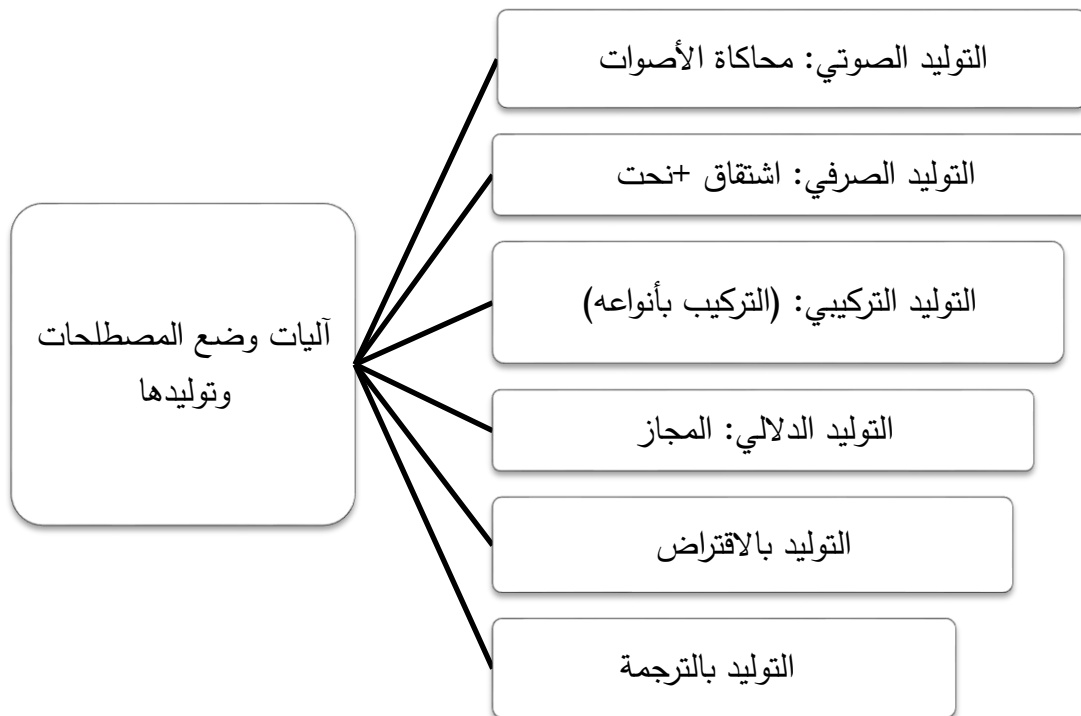 التوليد الصوتي: محاكاة الأصوات
التوليد الصرفي: اشتقاق +نحت
التوليد التركيبي: (التركيب بأنواعه)
آليات وضع المصطلحات
وتوليدها
التوليد الدلالي: المجاز
التوليد بالاقتراض
التوليد بالترجمة